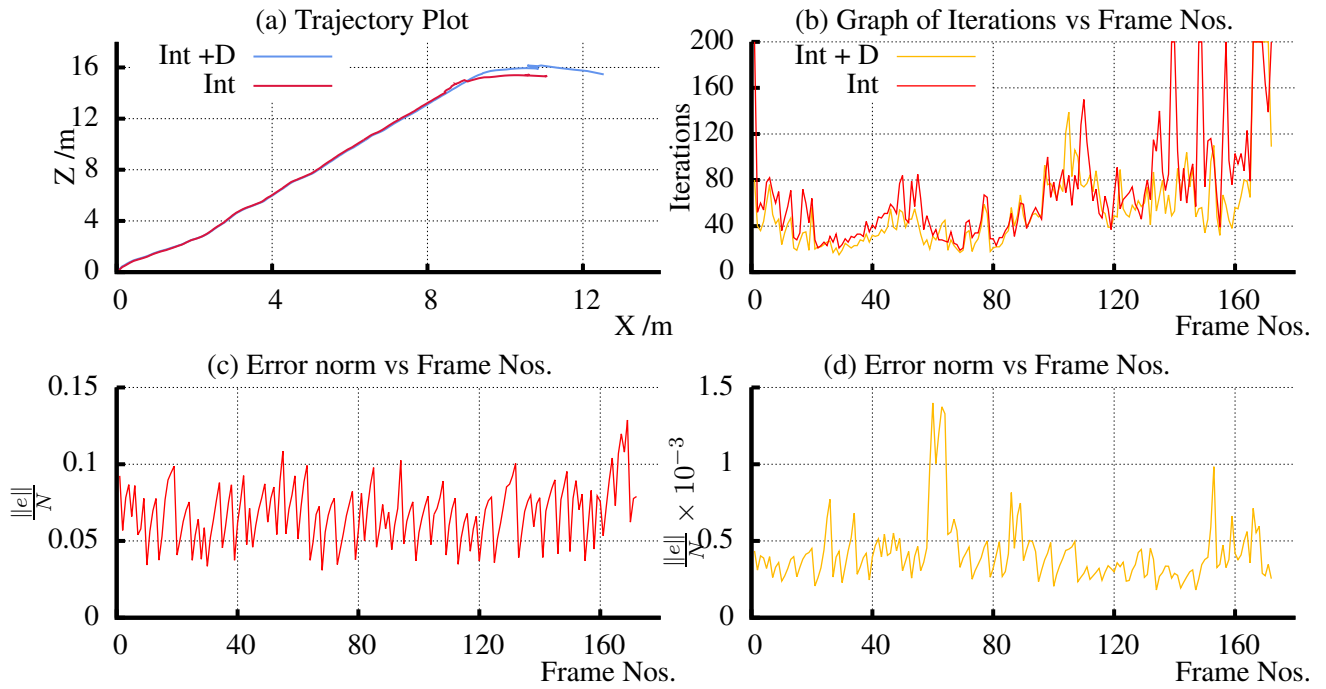 (a) Trajectory Plot
Int +D
Int
Z /m
16
12
8
4
0
0 4 8 12
X /m
(b) Graph of Iterations vs Frame Nos.
Int + D
Int
Iterations
200
160
120
80
40
0 40 80 120 160
Frame Nos.
(c) Error norm vs Frame Nos.
||e||/N
0.15
0.1
0.05
0
0 40 80 120 160
Frame Nos.
(d) Error norm vs Frame Nos.
||e||/N × 10^−3
1.5
1
0.5
0
0 40 80 120 160
Frame Nos.